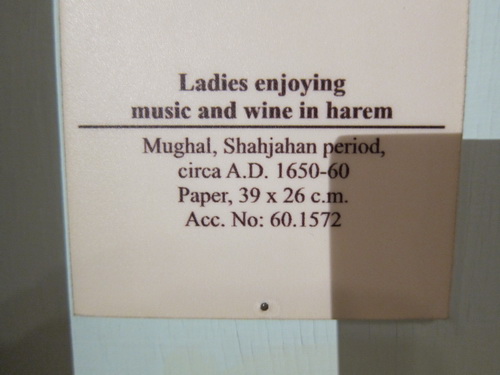 Ladies enjoying
music and wine in harem
Mughal, Shahjahan period,
circa A.D. 1650-60
Paper, 39 x 26 c.m.
Acc. No: 60.1572